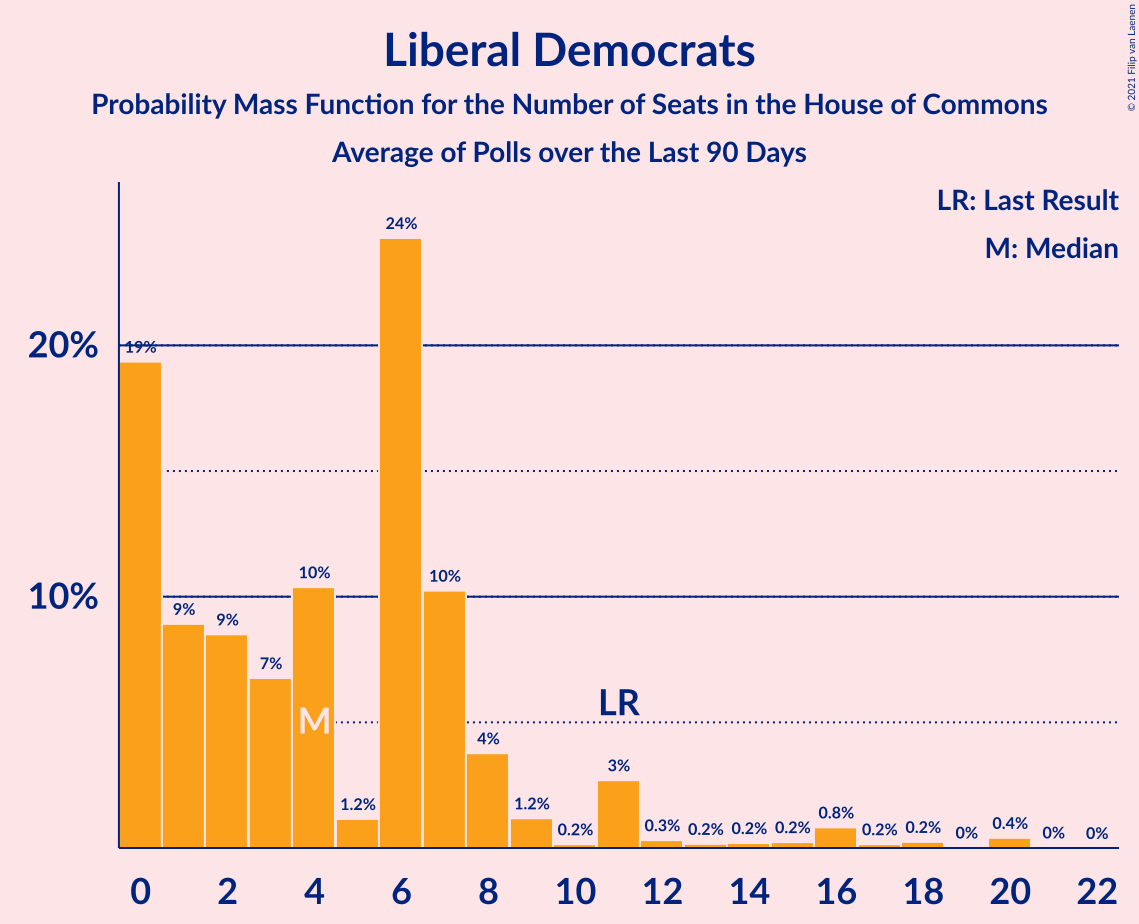 Liberal Democrats
Probability Mass Function for the Number of Seats in the House of Commons
Average of Polls over the Last 90 Days
© 2021 Filip van Laenen
LR: Last Result
M: Median
20%
10%
19%
9%
9%
7%
10%
1.2%
24%
10%
4%
1.2%
0.2%
3%
0.3%
0.2%
0.2%
0.2%
0.8%
0.2%
0.2%
0%
0.4%
0%
0%
M
LR
0 2 4 6 8 10 12 14 16 18 20 22